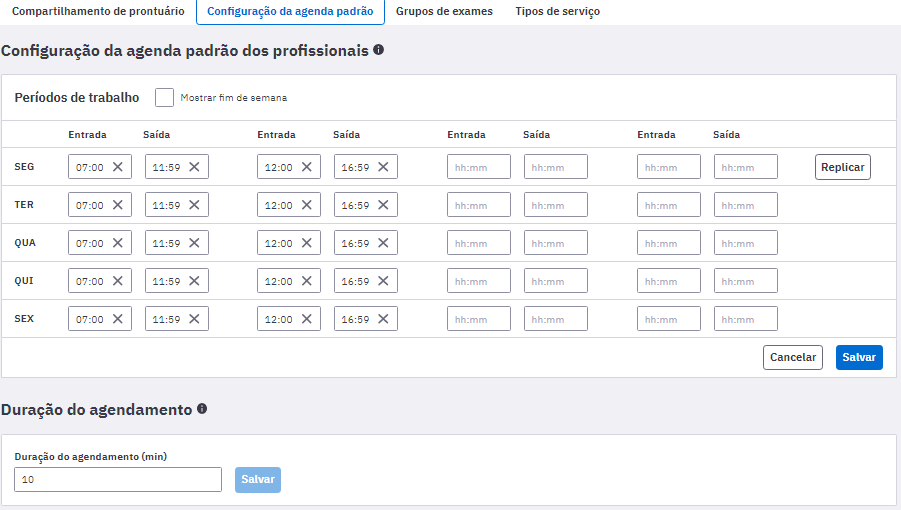 Compartilhamento de prontuário Configuração da agenda padrão Grupos de exames Tipos de serviço
Configuração da agenda padrão dos profissionais
Períodos de trabalho Mostrar fim de semana
Entrada Saída Entrada Saída Entrada Saída Entrada Saída
SEG 07:00 11:59 12:00 16:59 hh:mm hh:mm hh:mm hh:mm Replicar
TER 07:00 11:59 12:00 16:59 hh:mm hh:mm hh:mm hh:mm
QUA 07:00 11:59 12:00 16:59 hh:mm hh:mm hh:mm hh:mm
QUI 07:00 11:59 12:00 16:59 hh:mm hh:mm hh:mm hh:mm
SEX 07:00 11:59 12:00 16:59 hh:mm hh:mm hh:mm hh:mm
Cancelar Salvar
Duração do agendamento
Duração do agendamento (min)
10 Salvar